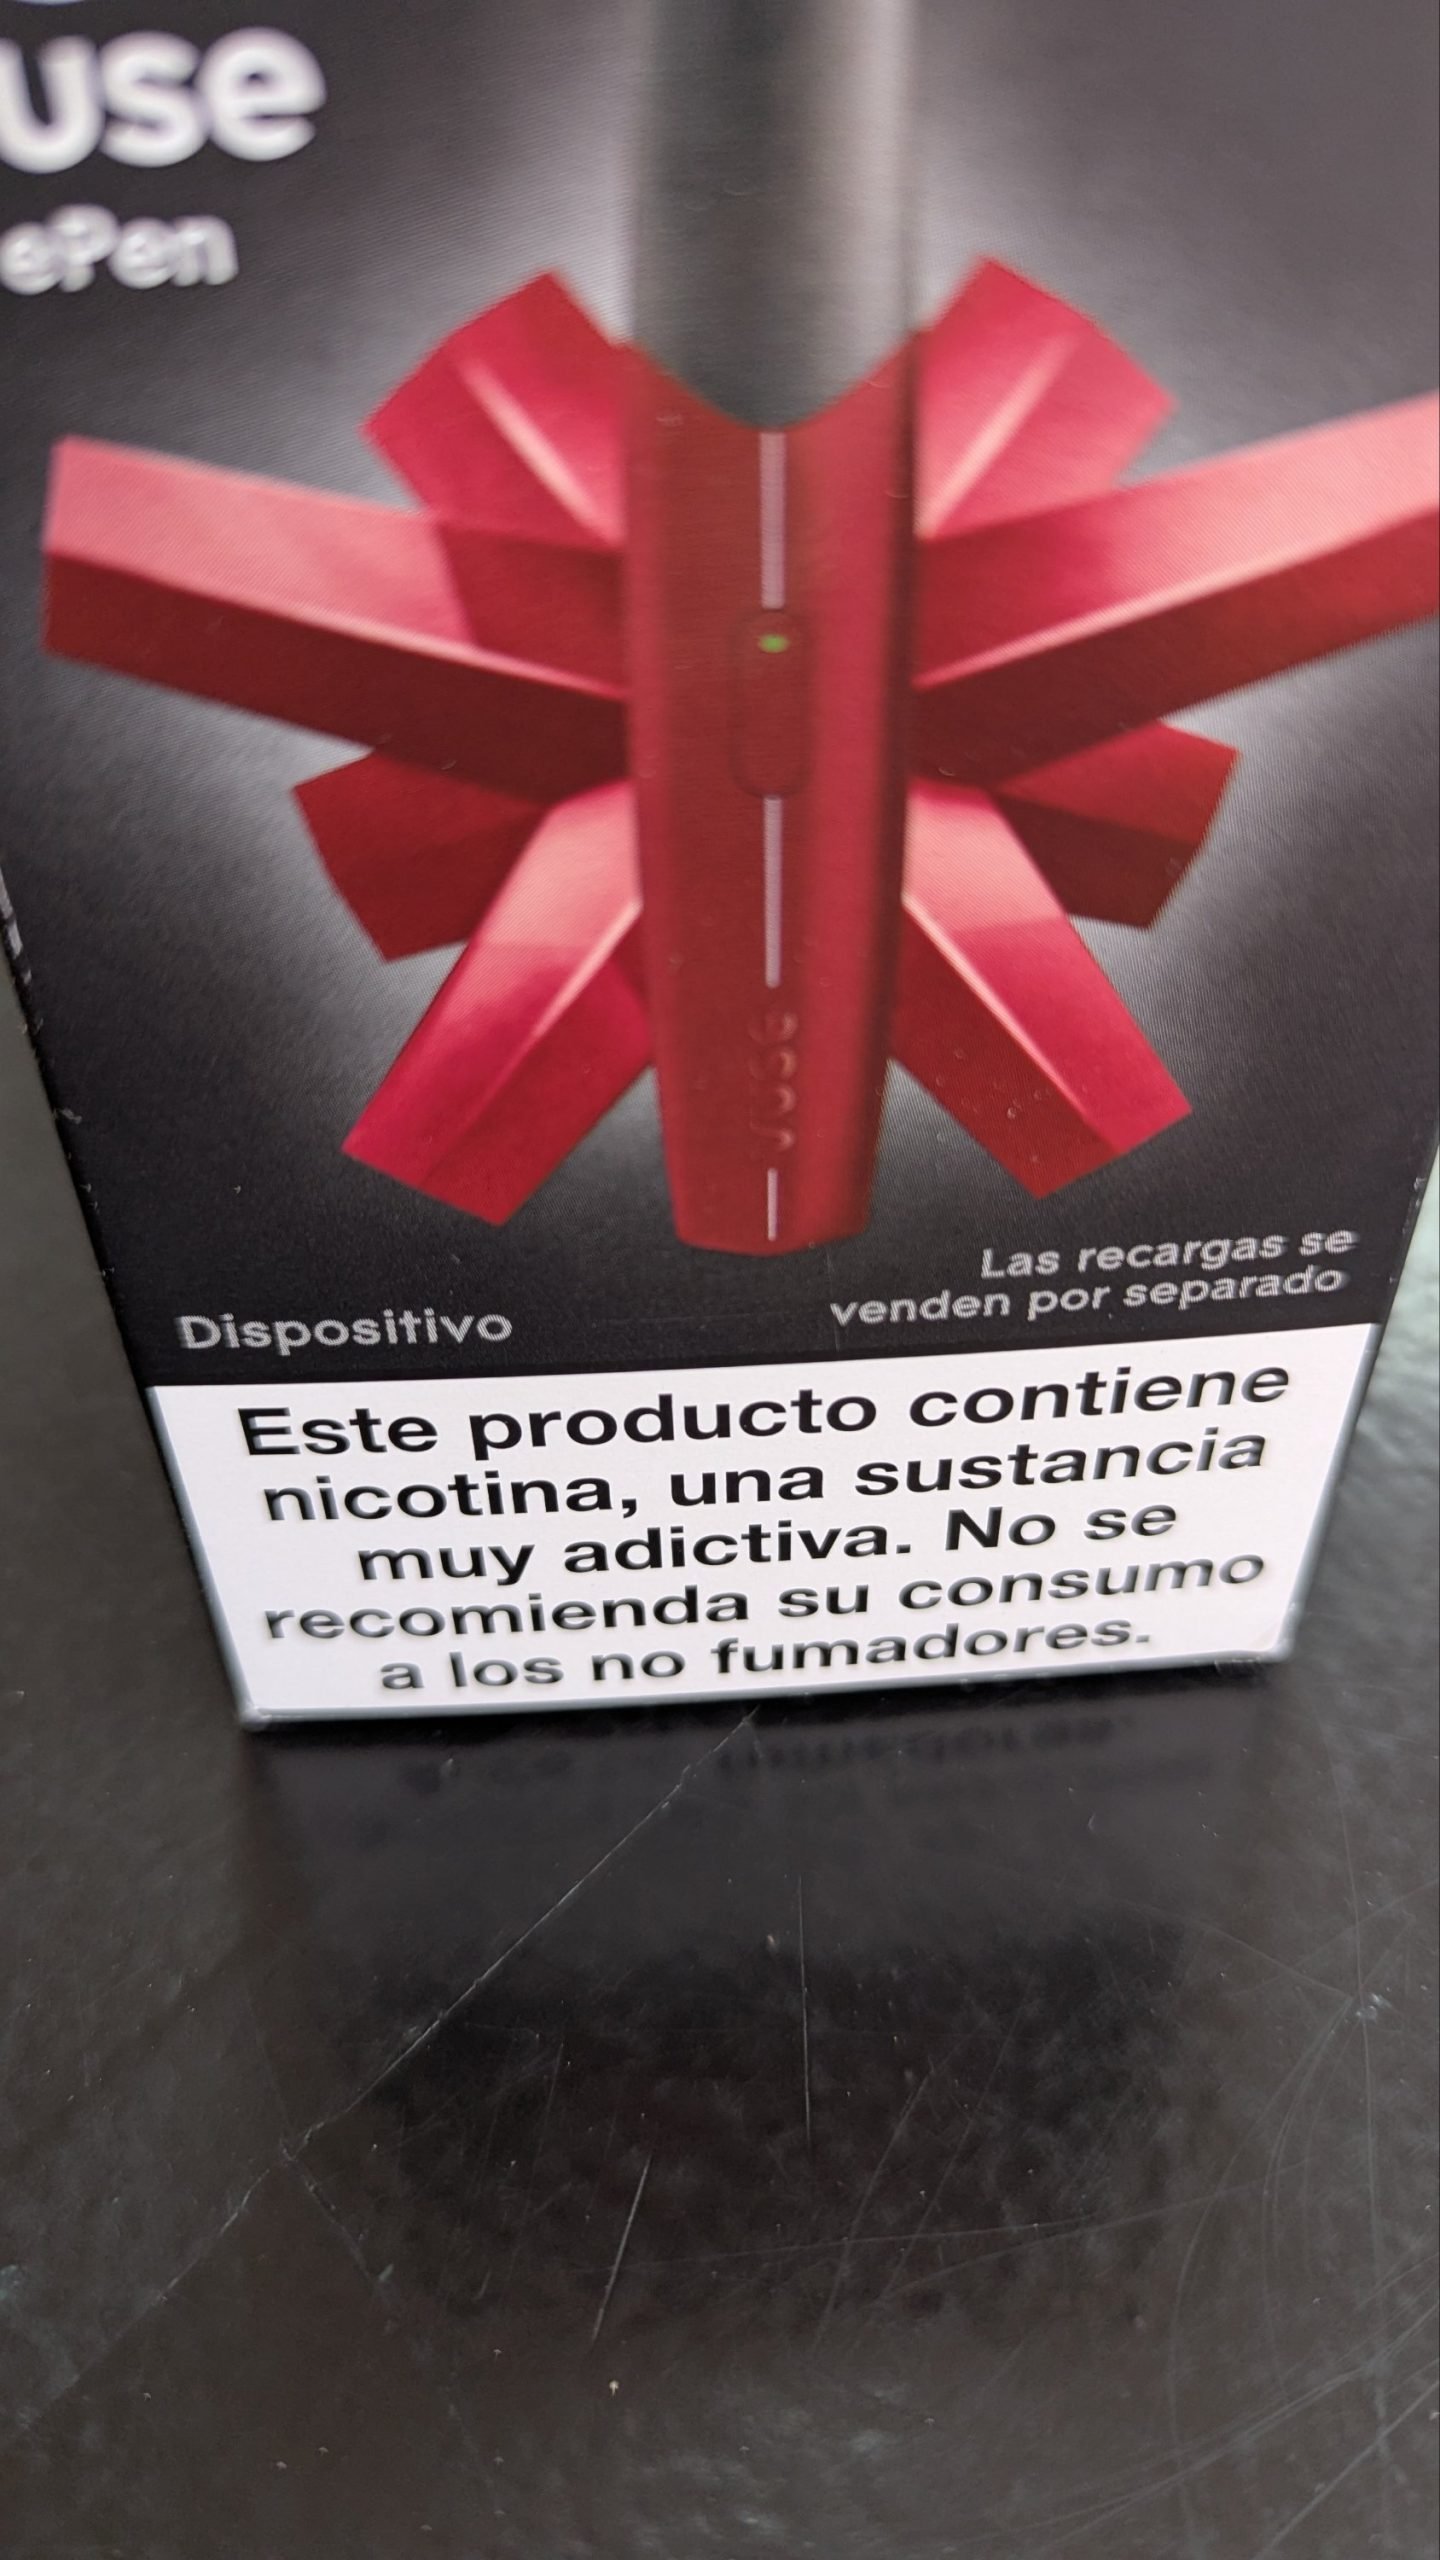 use
ePen
vuse
Dispositivo
Las recargas se
venden por separado
Este producto contiene
nicotina, una sustancia
muy adictiva. No se
recomienda su consumo
a los no fumadores.